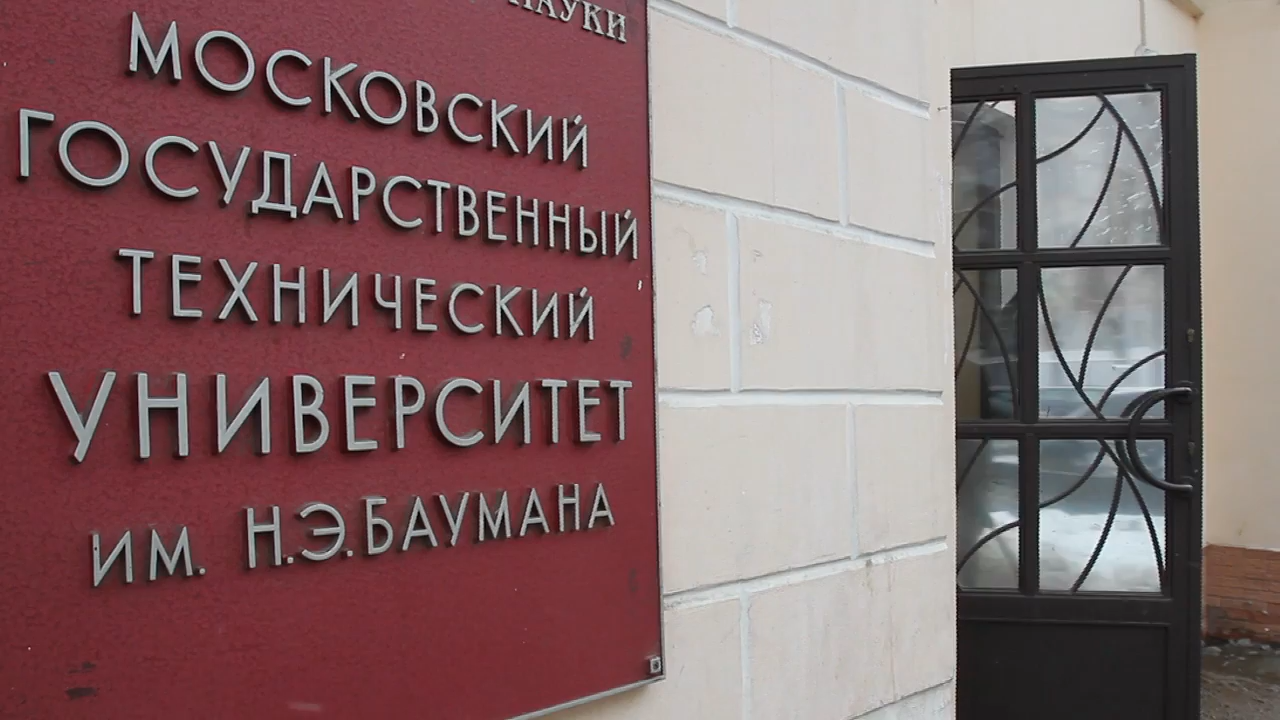 НАУКИ
МОСКОВСКИЙ
ГОСУДАРСТВЕННЫЙ
ТЕХНИЧЕСКИЙ
УНИВЕРСИТЕТ
ИМ. Н.Э.БАУМАНА